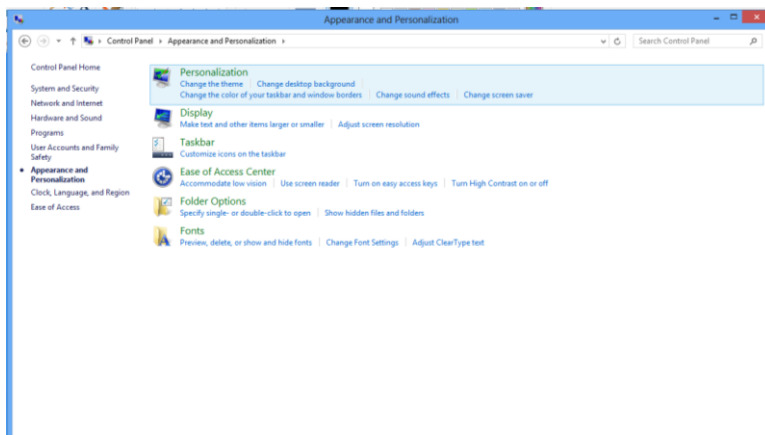 Appearance and Personalization
Control Panel Appearance and Personalization
Search Control Panel
Control Panel Home
System and Security
Network and Internet
Hardware and Sound
Programs
User Accounts and Family
Safety
Appearance and
Personalization
Clock, Language, and Region
Ease of Access
Personalization
Change the theme Change desktop background
Change the color of your taskbar and window borders Change sound effects Change screen saver
Display
Make text and other items larger or smaller Adjust screen resolution
Taskbar
Customize icons on the taskbar
Ease of Access Center
Accommodate low vision Use screen reader Turn on easy access keys Turn High Contrast on or off
Folder Options
Specify single- or double-click to open Show hidden files and folders
Fonts
Preview, delete, or show and hide fonts Change Font Settings Adjust ClearType text